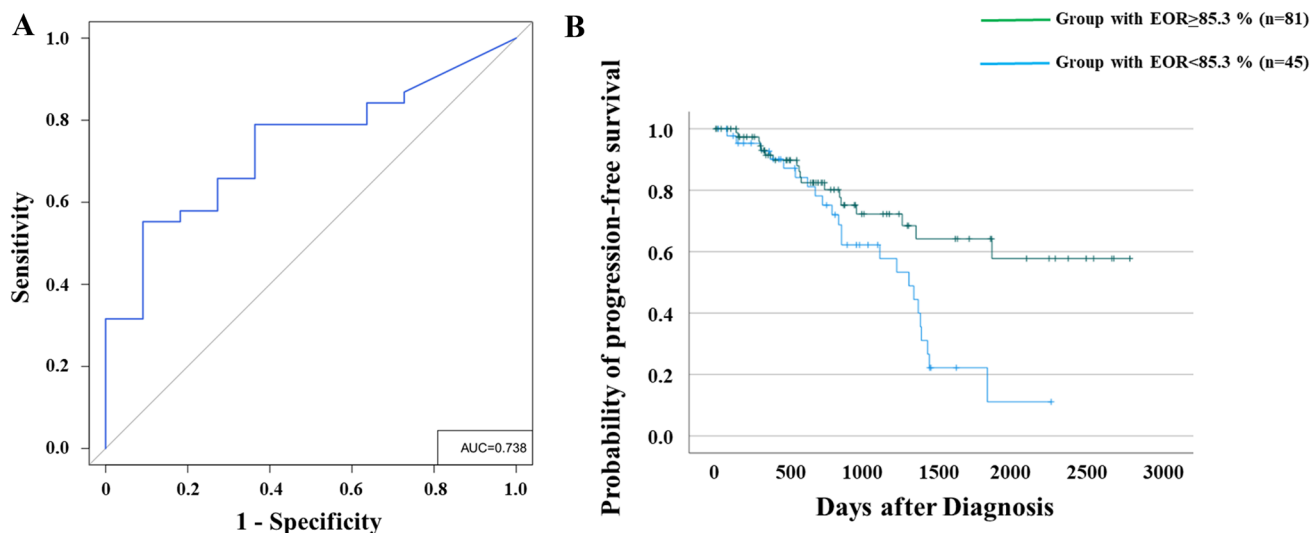 A
1.0
0.8
0.6
0.4
0.2
0.0
Sensitivity
0
0.2
0.4
0.6
0.8
1.0
1 - Specificity
AUC=0.738
B
Group with EOR≥85.3 % (n=81)
Group with EOR<85.3 % (n=45)
Probability of progression-free survival
1.0
0.8
0.6
0.4
0.2
0.0
0
500
1000
1500
2000
2500
3000
Days after Diagnosis